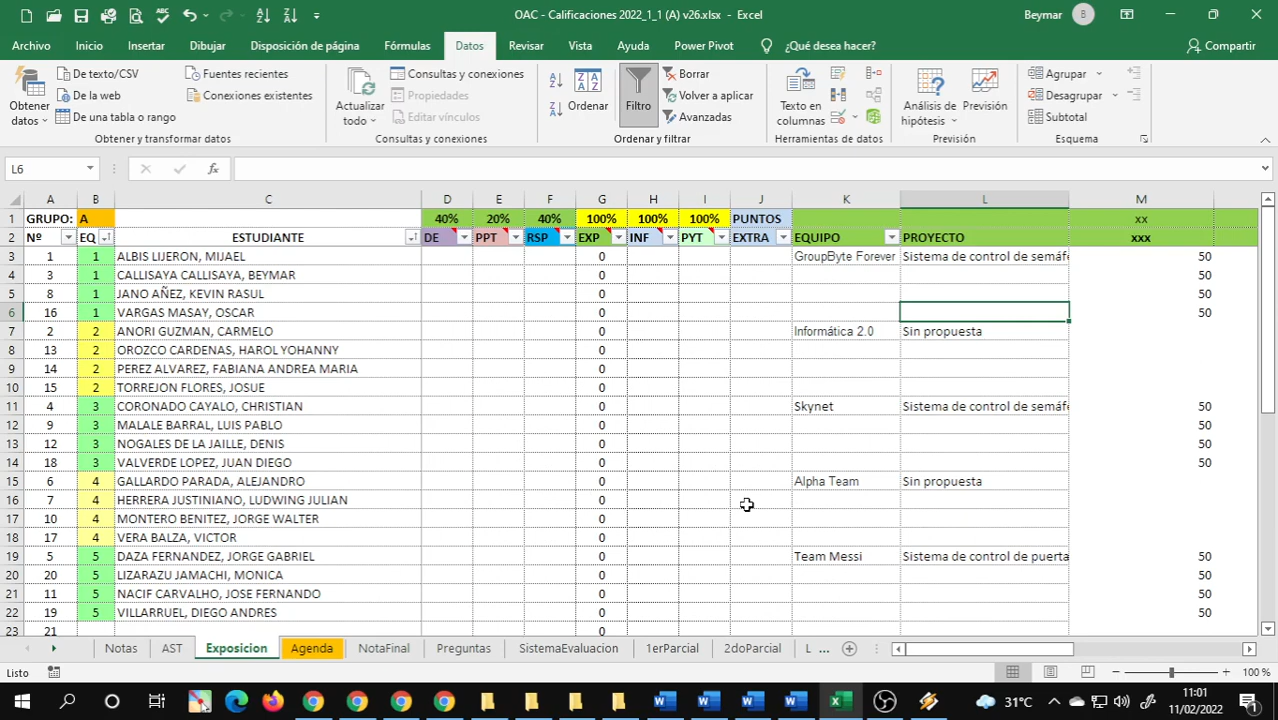 OAC - Calificaciones 2022_1_1 (A) v26.xlsx - Excel
Beymar B
Archivo Inicio Insertar Dibujar Disposición de página Fórmulas Datos Revisar Vista Ayuda Power Pivot ¿Qué desea hacer? Compartir
Obtener datos
De texto/CSV
De la web
De una tabla o rango
Fuentes recientes
Conexiones existentes
Obtener y transformar datos
Actualizar todo
Consultas y conexiones
Propiedades
Editar vínculos
Consultas y conexiones
Ordenar
Filtro
Borrar
Volver a aplicar
Avanzadas
Ordenar y filtrar
Texto en columnas
Herramientas de datos
Análisis de hipótesis
Previsión
Previsión
Agrupar
Desagrupar
Subtotal
Esquema
L6 fx
A B C D E F G H I J K L M
1 GRUPO: A 40% 20% 40% 100% 100% 100% PUNTOS xx
2 Nº EQ ESTUDIANTE DE PPT RSP EXP INF PYT EXTRA EQUIPO PROYECTO xxx
3 1 1 ALBIS LIJERON, MIJAEL 0 GroupByte Forever Sistema de control de semáfo 50
4 3 1 CALLISAYA CALLISAYA, BEYMAR 0 50
5 8 1 JANO AÑEZ, KEVIN RASUL 0 50
6 16 1 VARGAS MASAY, OSCAR 0 50
7 2 2 ANORI GUZMAN, CARMELO 0 Informática 2.0 Sin propuesta
8 13 2 OROZCO CARDENAS, HAROL YOHANNY 0
9 14 2 PEREZ ALVAREZ, FABIANA ANDREA MARIA 0
10 15 2 TORREJON FLORES, JOSUE 0
11 4 3 CORONADO CAYALO, CHRISTIAN 0 Skynet Sistema de control de semáfo 50
12 9 3 MALALE BARRAL, LUIS PABLO 0 50
13 12 3 NOGALES DE LA JAILLE, DENIS 0 50
14 18 3 VALVERDE LOPEZ, JUAN DIEGO 0 50
15 6 4 GALLARDO PARADA, ALEJANDRO 0 Alpha Team Sin propuesta
16 7 4 HERRERA JUSTINIANO, LUDWING JULIAN 0
17 10 4 MONTERO BENITEZ, JORGE WALTER 0
18 17 4 VERA BALZA, VICTOR 0
19 5 5 DAZA FERNANDEZ, JORGE GABRIEL 0 Team Messi Sistema de control de puerta 50
20 20 5 LIZARAZU JAMACHI, MONICA 0 50
21 11 5 NACIF CARVALHO, JOSE FERNANDO 0 50
22 19 5 VILLARRUEL, DIEGO ANDRES 0 50
23 21 0
Notas AST Exposicion Agenda NotaFinal Preguntas SistemaEvaluacion 1erParcial 2doParcial L ...
Listo 100 %
31°C 11:01
11/02/2022 1